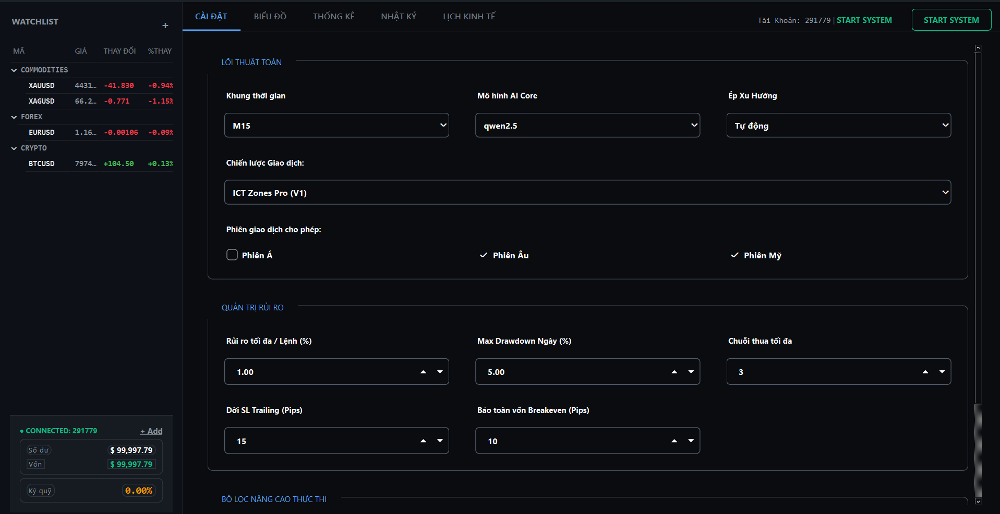 WATCHLIST
+
MÃ GIÁ THAY ĐỔI %THAY
COMMODITIES
XAUUSD 4431... -41.830 -0.94%
XAGUSD 66.2... -0.771 -1.15%
FOREX
EURUSD 1.16... -0.00106 -0.09%
CRYPTO
BTCUSD 7974... +104.50 +0.13%
• CONNECTED: 291779 + Add
Số dư $ 99,997.79
Vốn $ 99,997.79
Ký quỹ 0.00%
CÀI ĐẶT BIỂU ĐỒ THỐNG KÊ NHẬT KÝ LỊCH KINH TẾ
Tài Khoản: 291779 | START SYSTEM START SYSTEM
LÕI THUẬT TOÁN
Khung thời gian Mô hình AI Core Ép Xu Hướng
M15 qwen2.5 Tự động
Chiến lược Giao dịch:
ICT Zones Pro (V1)
Phiên giao dịch cho phép:
Phiên Á Phiên Âu Phiên Mỹ
QUẢN TRỊ RỦI RO
Rủi ro tối đa / Lệnh (%) Max Drawdown Ngày (%) Chuỗi thua tối đa
1.00 5.00 3
Dời SL Trailing (Pips) Bảo toàn vốn Breakeven (Pips)
15 10
BỘ LỌC NÂNG CAO THỰC THI